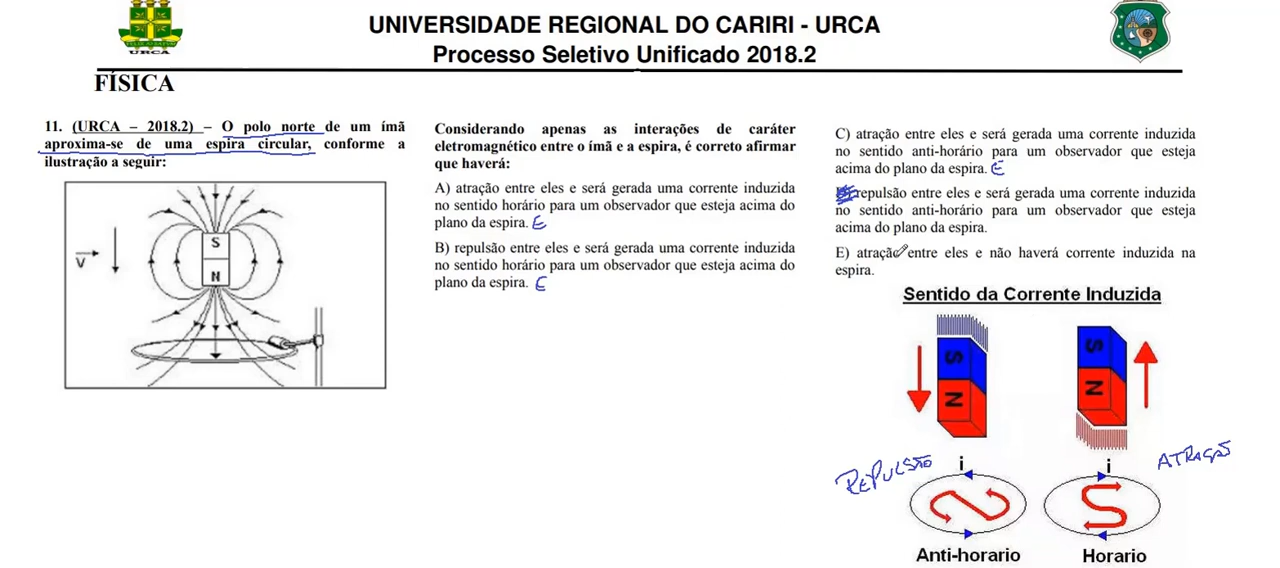 UNIVERSIDADE REGIONAL DO CARIRI - URCA
Processo Seletivo Unificado 2018.2
URCA
FÍSICA
11. (URCA – 2018.2) – O polo norte de um ímã
aproxima-se de uma espira circular, conforme a
ilustração a seguir:
S
N
V
Considerando apenas as interações de caráter
eletromagnético entre o ímã e a espira, é correto afirmar
que haverá:
A) atração entre eles e será gerada uma corrente induzida
no sentido horário para um observador que esteja acima do
plano da espira. E
B) repulsão entre eles e será gerada uma corrente induzida
no sentido horário para um observador que esteja acima do
plano da espira. E
C) atração entre eles e será gerada uma corrente induzida
no sentido anti-horário para um observador que esteja
acima do plano da espira. E
repulsão entre eles e será gerada uma corrente induzida
no sentido anti-horário para um observador que esteja
acima do plano da espira.
E) atração entre eles e não haverá corrente induzida na
espira.
Sentido da Corrente Induzida
S
N
S
N
REPULSÃO
i
i
ATRAÇÃO
N
S
Anti-horario
Horario